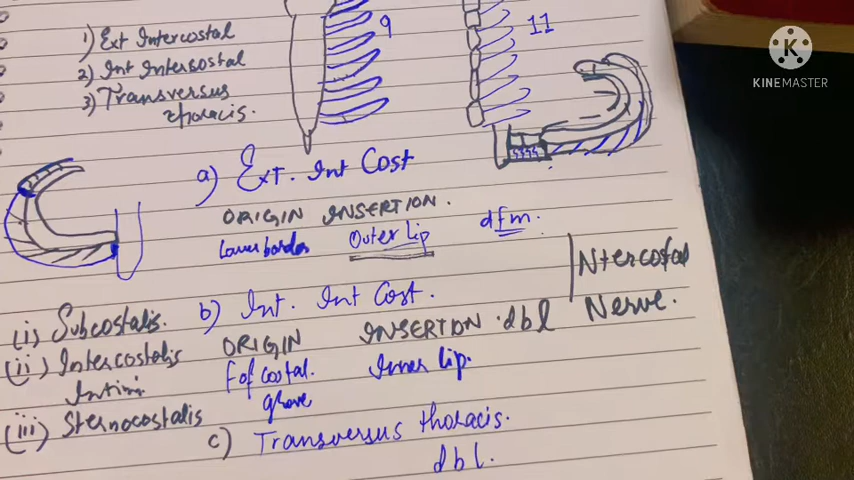 1) Ext Intercostal
2) Int Intersostal
3) Transversus
thoracis.
9
11
K
KINEMASTER
a) Ext. Int Cost
ORIGIN INSERTION.
Lower border Outer lip dfm.
b) Int. Int Cost.
ORIGIN INSERTION . dbl
F of costal. Inner lip.
grove
Intercostal
Nerve.
(i) Subcostalis.
(ii) Intercostalis
Intimi
(iii) Sternocostalis
c) Transversus thoracis.
dbl.